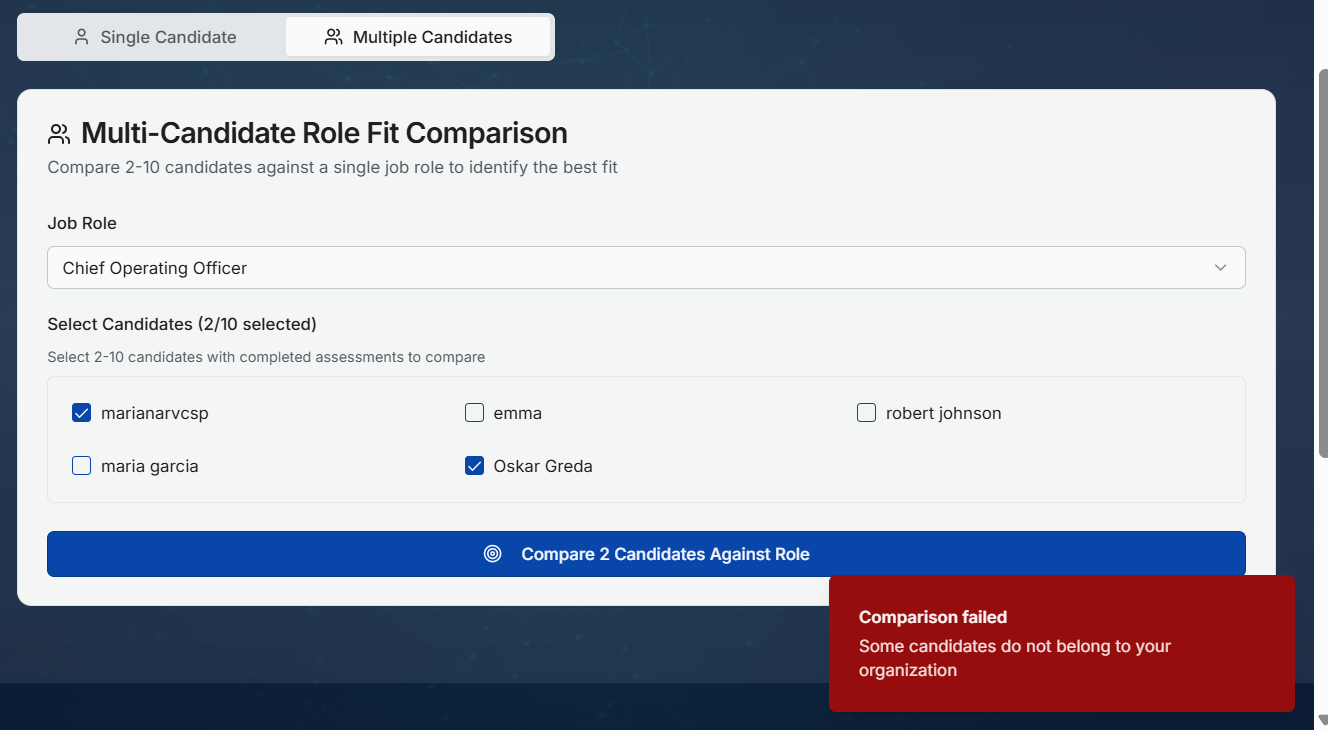 Single Candidate
Multiple Candidates
Multi-Candidate Role Fit Comparison
Compare 2-10 candidates against a single job role to identify the best fit
Job Role
Chief Operating Officer
Select Candidates (2/10 selected)
Select 2-10 candidates with completed assessments to compare
marianarvcsp
emma
robert johnson
maria garcia
Oskar Greda
Compare 2 Candidates Against Role
Comparison failed
Some candidates do not belong to your
organization